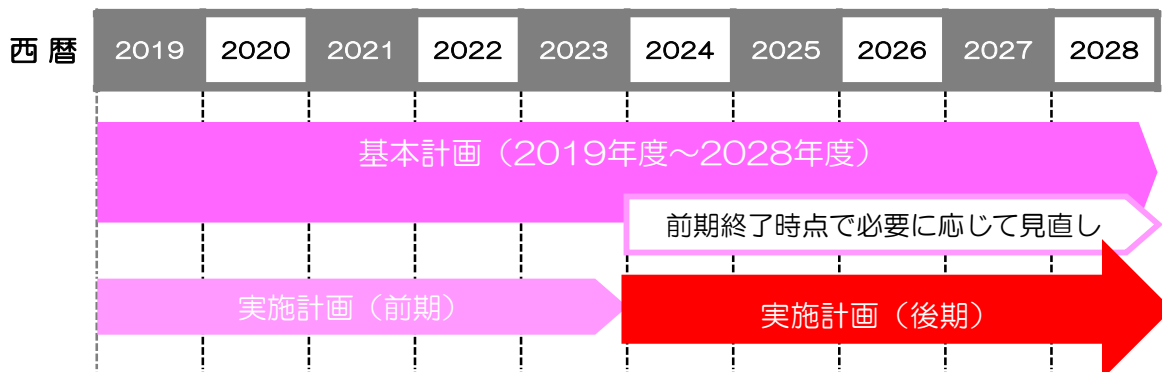 西暦 2019 2020 2021 2022 2023 2024 2025 2026 2027 2028
基本計画（2019年度～2028年度）
前期終了時点で必要に応じて見直し
実施計画（前期）
実施計画（後期）